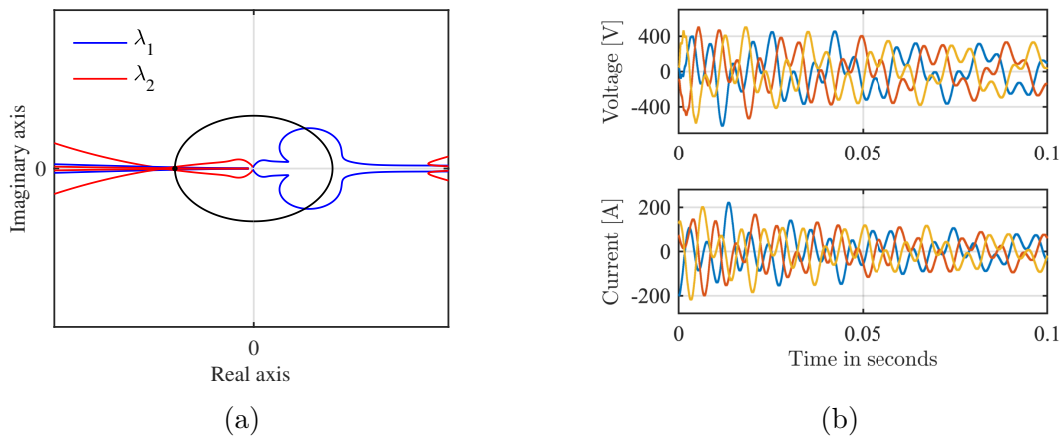 λ1
λ2
0
Imaginary axis
0
Real axis
(a)
400
0
-400
Voltage [V]
0
0.05
0.1
200
0
-200
Current [A]
0
0.05
0.1
Time in seconds
(b)